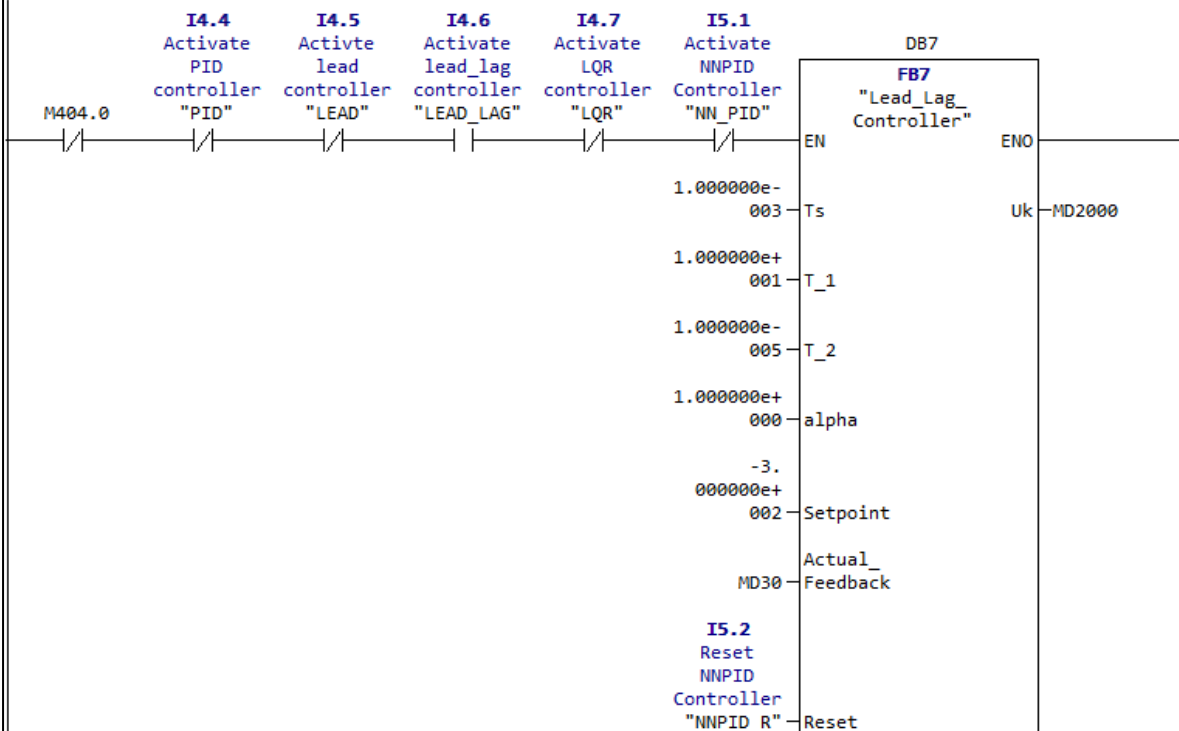 I4.4 I4.5 I4.6 I4.7 I5.1
Activate Activte Activate Activate Activate DB7
PID lead lead_lag LQR NNPID FB7
controller controller controller controller Controller "Lead_Lag_
M404.0 "PID" "LEAD" "LEAD_LAG" "LQR" "NN_PID" Controller"
EN ENO
1.000000e-
003 Ts Uk MD2000
1.000000e+
001 T_1
1.000000e-
005 T_2
1.000000e+
000 alpha
-3.
000000e+
002 Setpoint
Actual_
MD30 Feedback
I5.2
Reset
NNPID
Controller
"NNPID_R" Reset